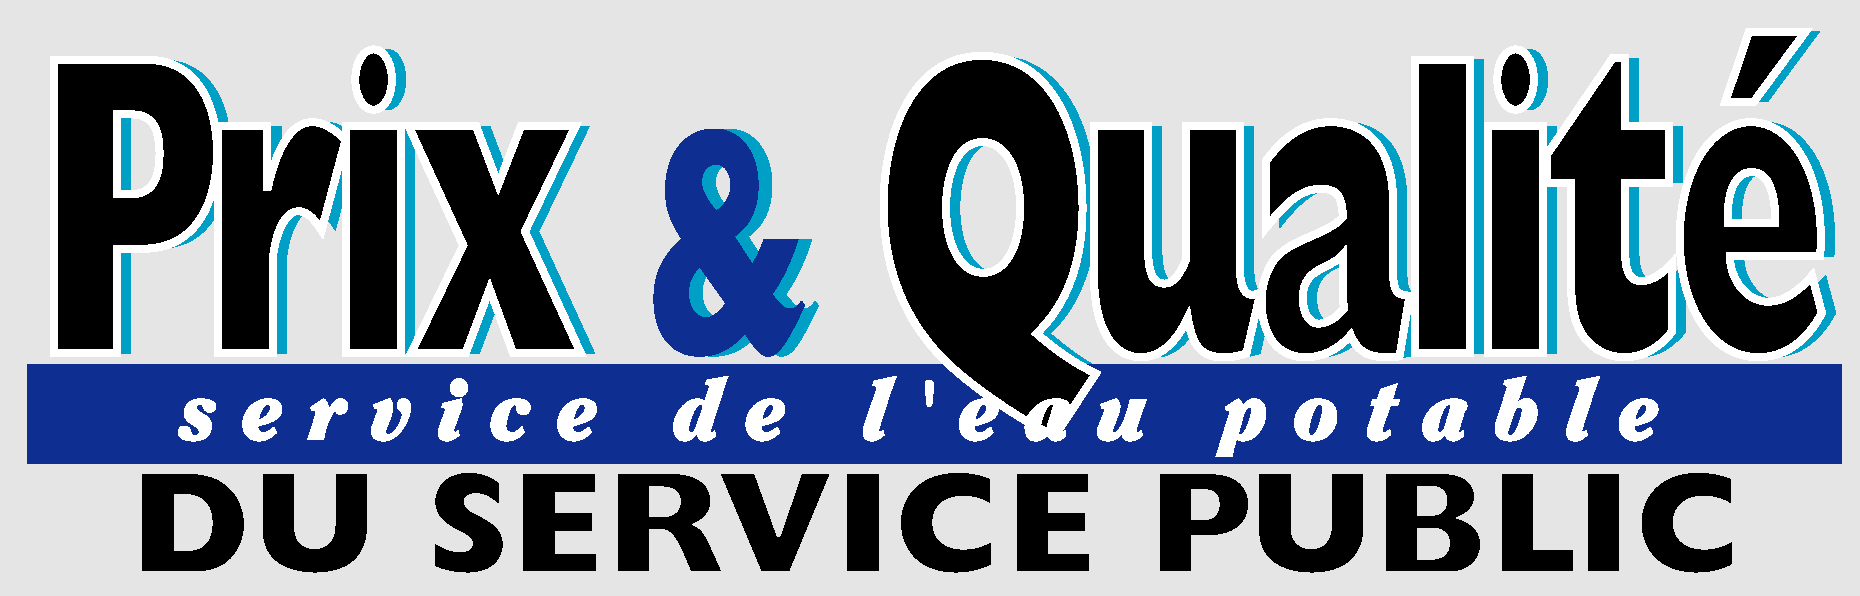 Prix & Qualité
service de l'eau potable
DU SERVICE PUBLIC